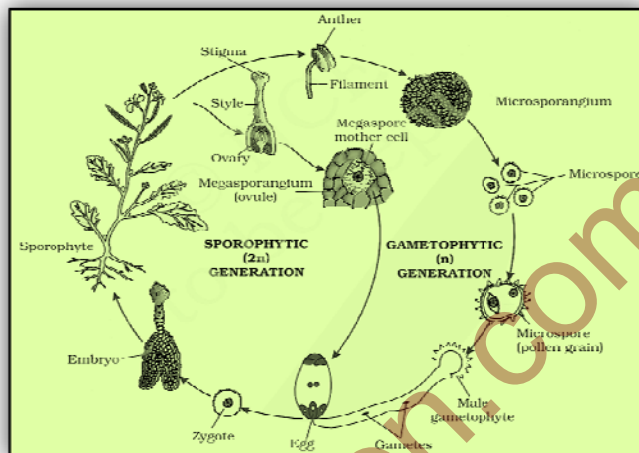 Anther
Stigma
Filament
Microsporangium
Style
Megaspore
mother cell
Ovary
Megasporangium
(ovule)
Microspore
Sporophyte
SPOROPHYTIC
(2n)
GENERATION
GAMETOPHYTIC
(n)
GENERATION
Microspore
(pollen grain)
Embryo
Male
gametophyte
Zygote
Egg
Gametes